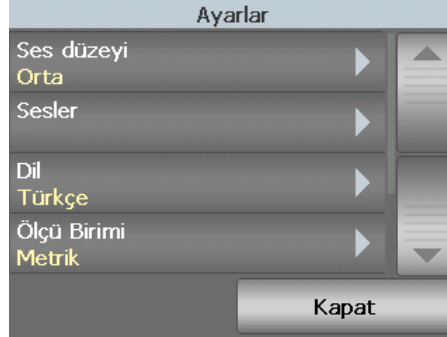 Ayarlar
Ses düzeyi
Orta
Sesler
Dil
Türkçe
Ölçü Birimi
Metrik
Kapat